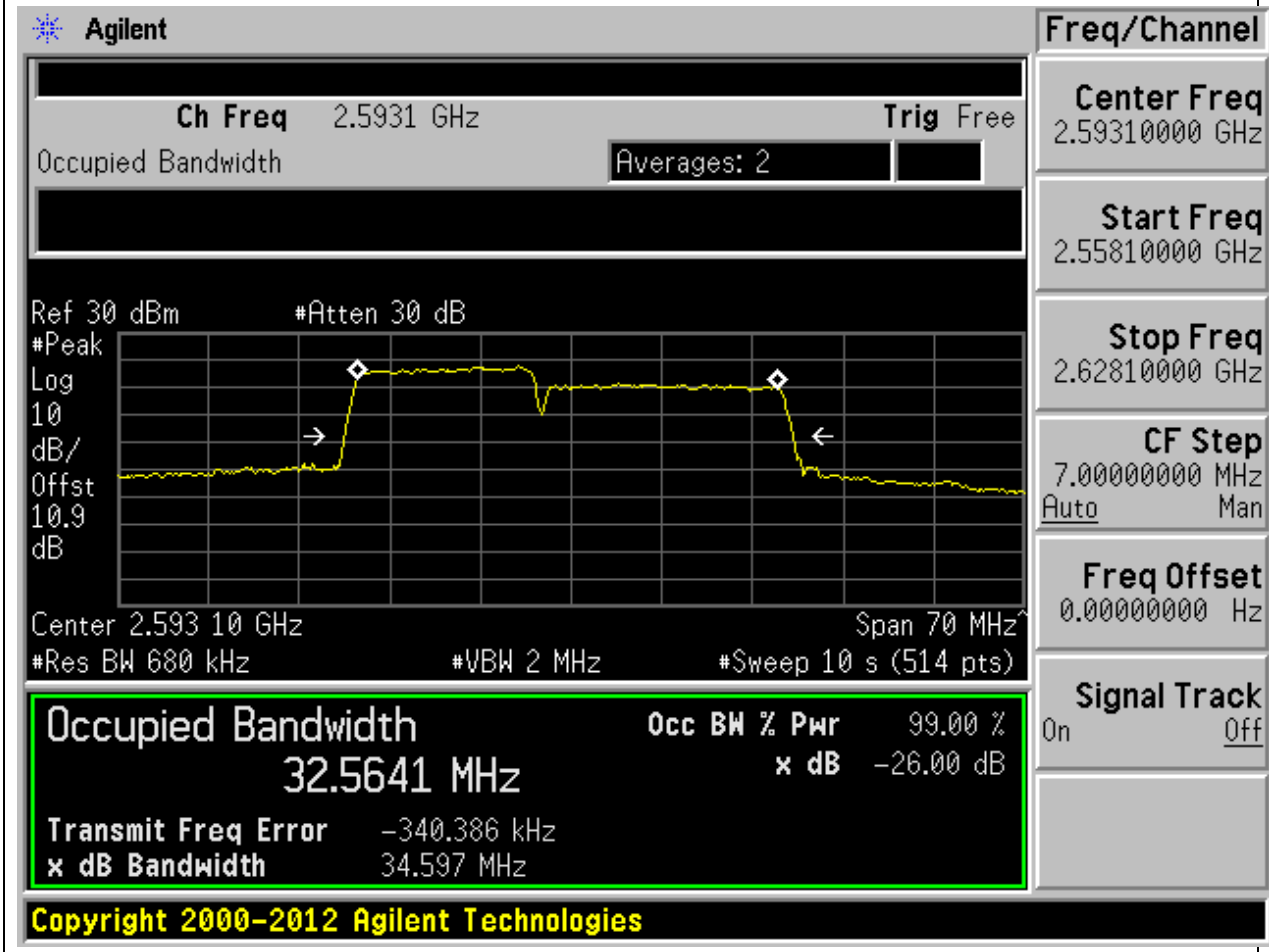 Agilent
Freq/Channel
Ch Freq 2.5931 GHz Trig Free
Occupied Bandwidth Averages: 2
Center Freq
2.59310000 GHz
Start Freq
2.55810000 GHz
Stop Freq
2.62810000 GHz
CF Step
7.00000000 MHz
Auto Man
Freq Offset
0.00000000 Hz
Signal Track
On Off
Ref 30 dBm #Atten 30 dB
#Peak
Log
10
dB/
Offst
10.9
dB
Center 2.593 10 GHz Span 70 MHz^
#Res BW 680 kHz #VBW 2 MHz #Sweep 10 s (514 pts)
Occupied Bandwidth Occ BW % Pwr 99.00 %
32.5641 MHz x dB -26.00 dB
Transmit Freq Error -340.386 kHz
x dB Bandwidth 34.597 MHz
Copyright 2000-2012 Agilent Technologies